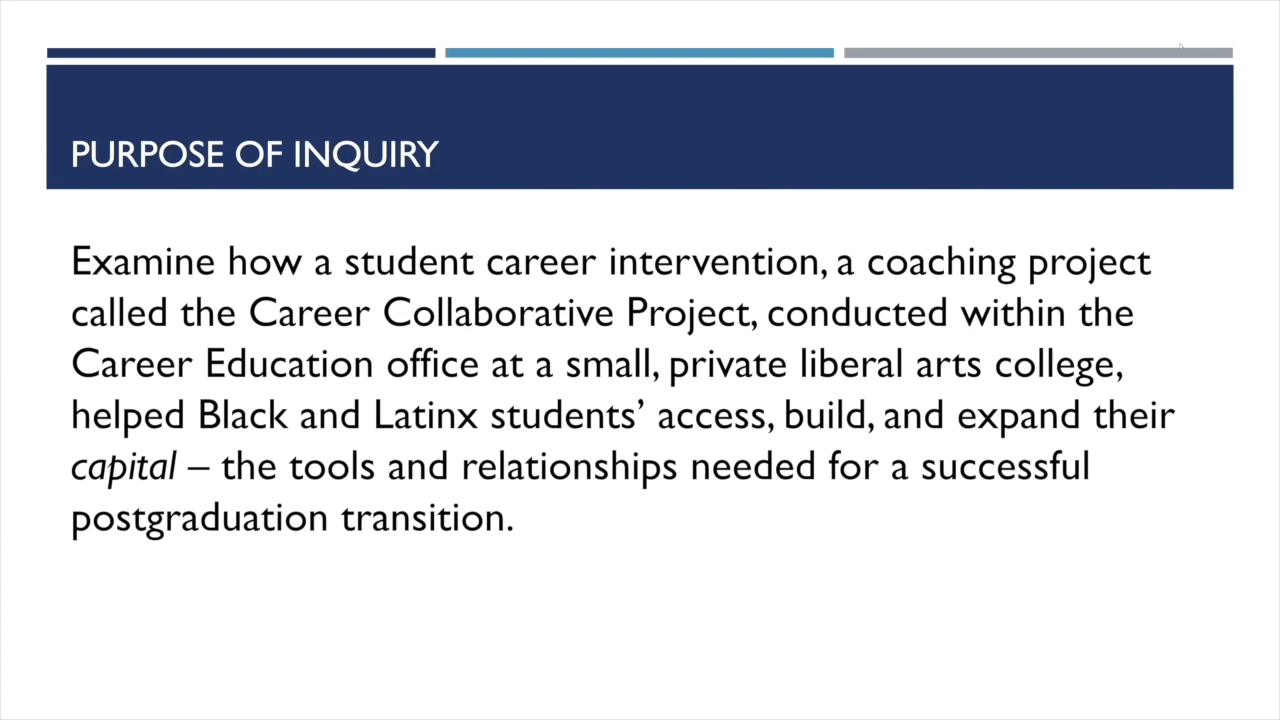 PURPOSE OF INQUIRY
Examine how a student career intervention, a coaching project
called the Career Collaborative Project, conducted within the
Career Education office at a small, private liberal arts college,
helped Black and Latinx students’ access, build, and expand their
capital – the tools and relationships needed for a successful
postgraduation transition.